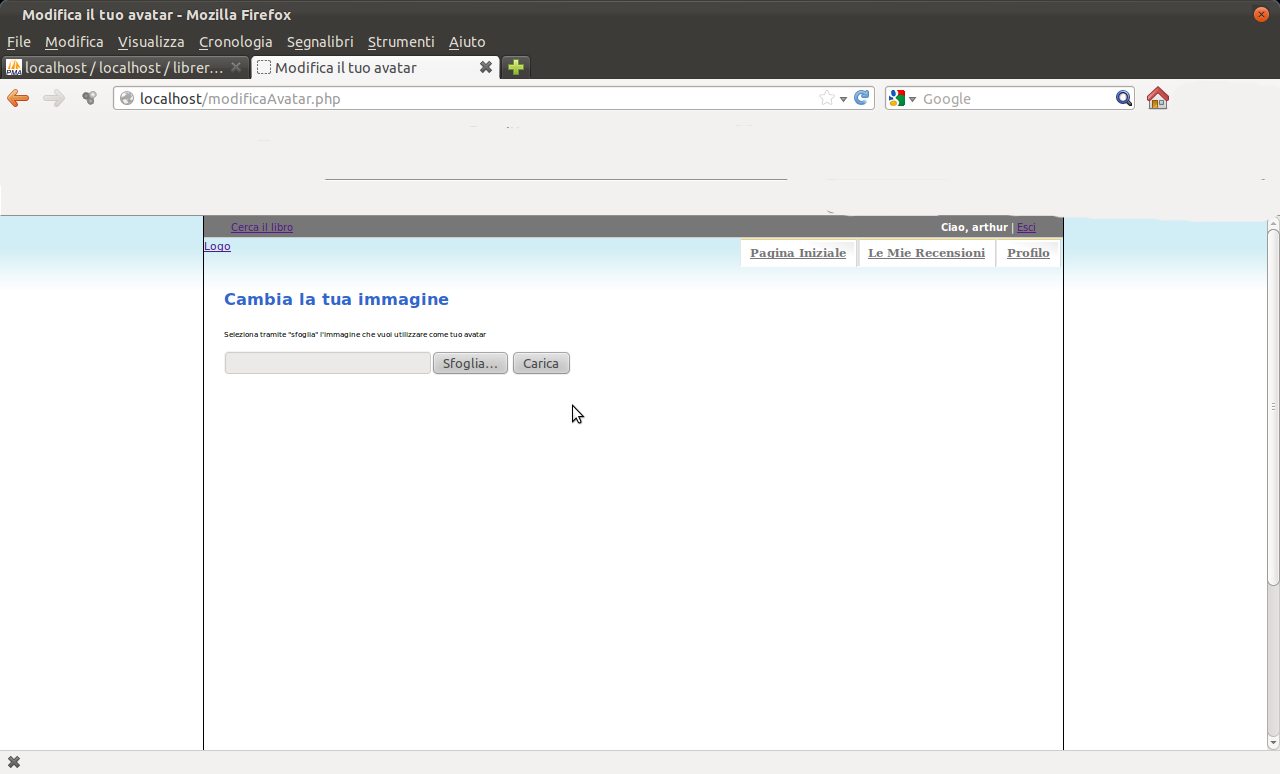 Modifica il tuo avatar - Mozilla Firefox
File Modifica Visualizza Cronologia Segnalibri Strumenti Aiuto
localhost / localhost / librer... Modifica il tuo avatar
localhost/modificaAvatar.php Google
Cerca il libro Ciao, arthur | Esci
Logo
Pagina Iniziale Le Mie Recensioni Profilo
Cambia la tua immagine
Seleziona tramite "sfoglia" l'immagine che vuoi utilizzare come tuo avatar
Sfoglia... Carica